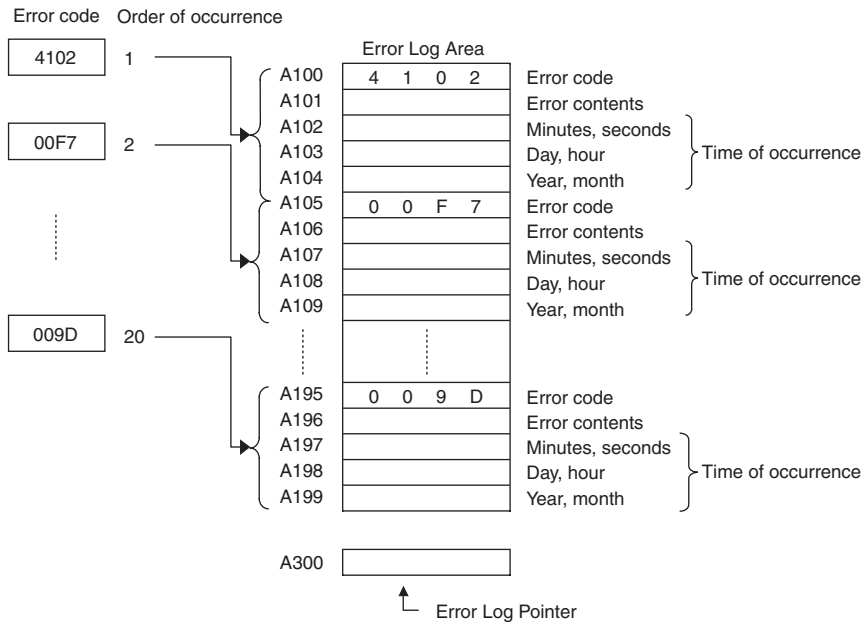 Error code Order of occurrence
Error Log Area
4102 1
A100 4 1 0 2 Error code
A101 Error contents
A102 Minutes, seconds
00F7 2
A103 Day, hour Time of occurrence
A104 Year, month
A105 0 0 F 7 Error code
A106 Error contents
A107 Minutes, seconds
A108 Day, hour Time of occurrence
A109 Year, month
009D 20
A195 0 0 9 D Error code
A196 Error contents
A197 Minutes, seconds
A198 Day, hour Time of occurrence
A199 Year, month
A300
Error Log Pointer